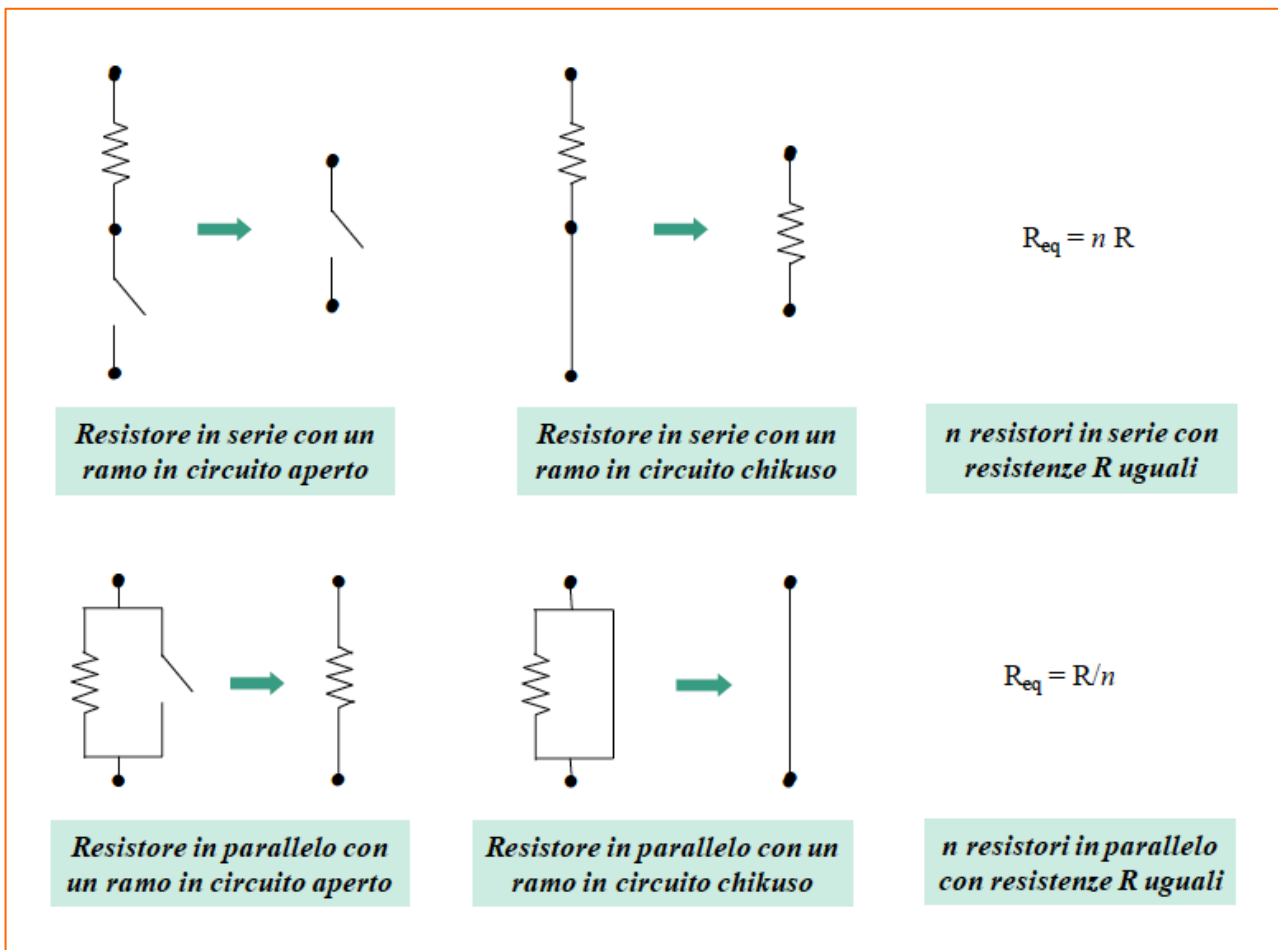 R_eq = n R
Resistore in serie con un
ramo in circuito aperto
Resistore in serie con un
ramo in circuito chikuso
n resistori in serie con
resistenze R uguali
R_eq = R/n
Resistore in parallelo con
un ramo in circuito aperto
Resistore in parallelo con un
ramo in circuito chikuso
n resistori in parallelo
con resistenze R uguali